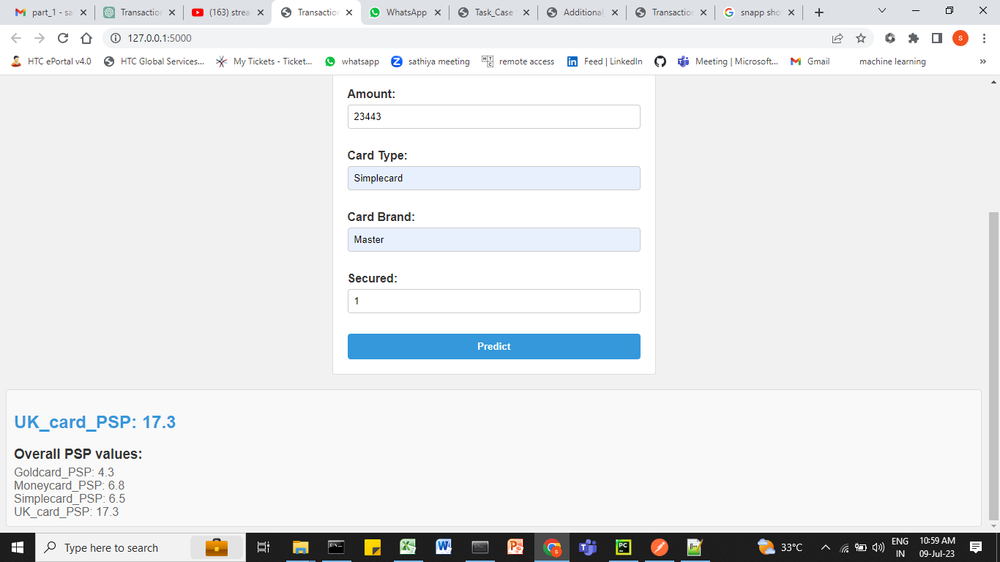 part_1 - sa
Transaction
(163) strea
Transaction
WhatsApp
Task_Case
Additional_
Transaction
snapp sho
127.0.0.1:5000
s
HTC ePortal v4.0
HTC Global Services...
My Tickets - Ticket...
whatsapp
sathiya meeting
remote access
Feed | LinkedIn
Meeting | Microsoft...
Gmail
machine learning
»
Amount:
23443
Card Type:
Simplecard
Card Brand:
Master
Secured:
1
Predict
UK_card_PSP: 17.3
Overall PSP values:
Goldcard_PSP: 4.3
Moneycard_PSP: 6.8
Simplecard_PSP: 6.5
UK_card_PSP: 17.3
Type here to search
33°C
ENG
IN
10:59 AM
09-Jul-23